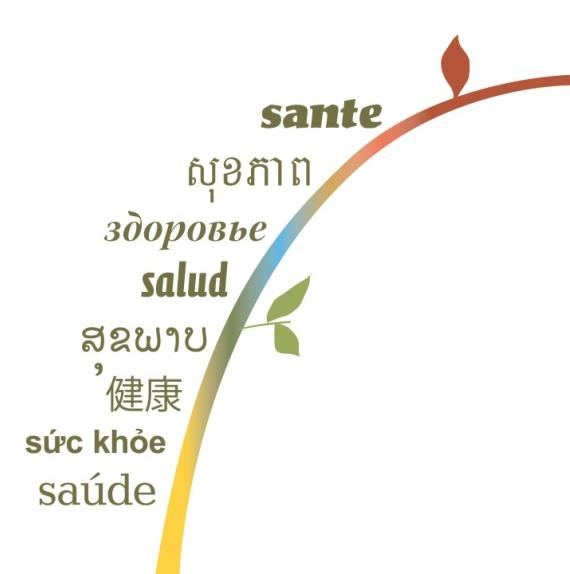 sante
សុខភាព
здоровье
salud
ສຸຂພາບ
健康
sức khỏe
saúde